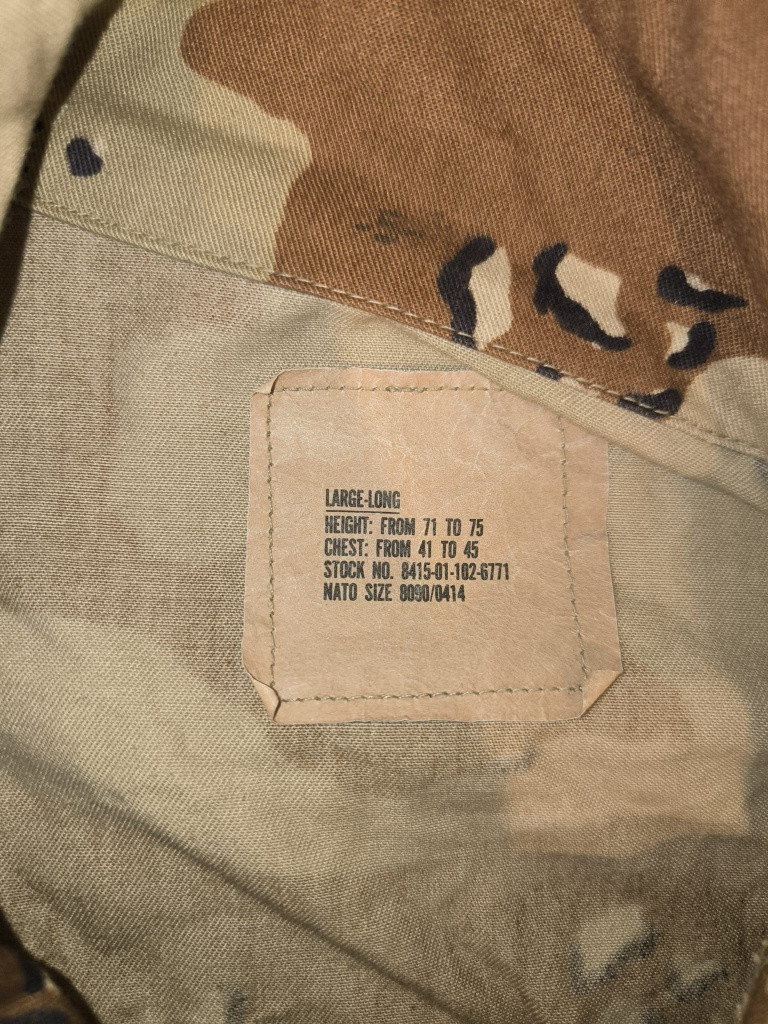 LARGE-LONG
HEIGHT: FROM 71 TO 75
CHEST: FROM 41 TO 45
STOCK NO. 8415-01-102-6771
NATO SIZE 8090/0414